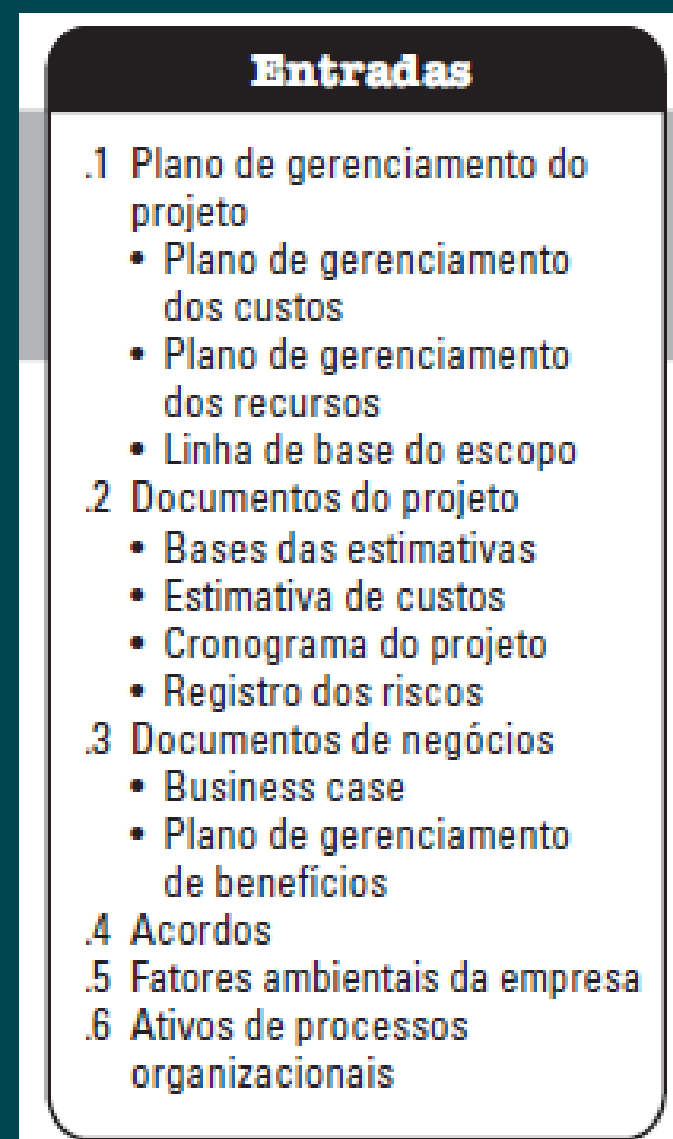 Entradas
.1 Plano de gerenciamento do
projeto
• Plano de gerenciamento
dos custos
• Plano de gerenciamento
dos recursos
• Linha de base do escopo
.2 Documentos do projeto
• Bases das estimativas
• Estimativa de custos
• Cronograma do projeto
• Registro dos riscos
.3 Documentos de negócios
• Business case
• Plano de gerenciamento
de benefícios
.4 Acordos
.5 Fatores ambientais da empresa
.6 Ativos de processos
organizacionais